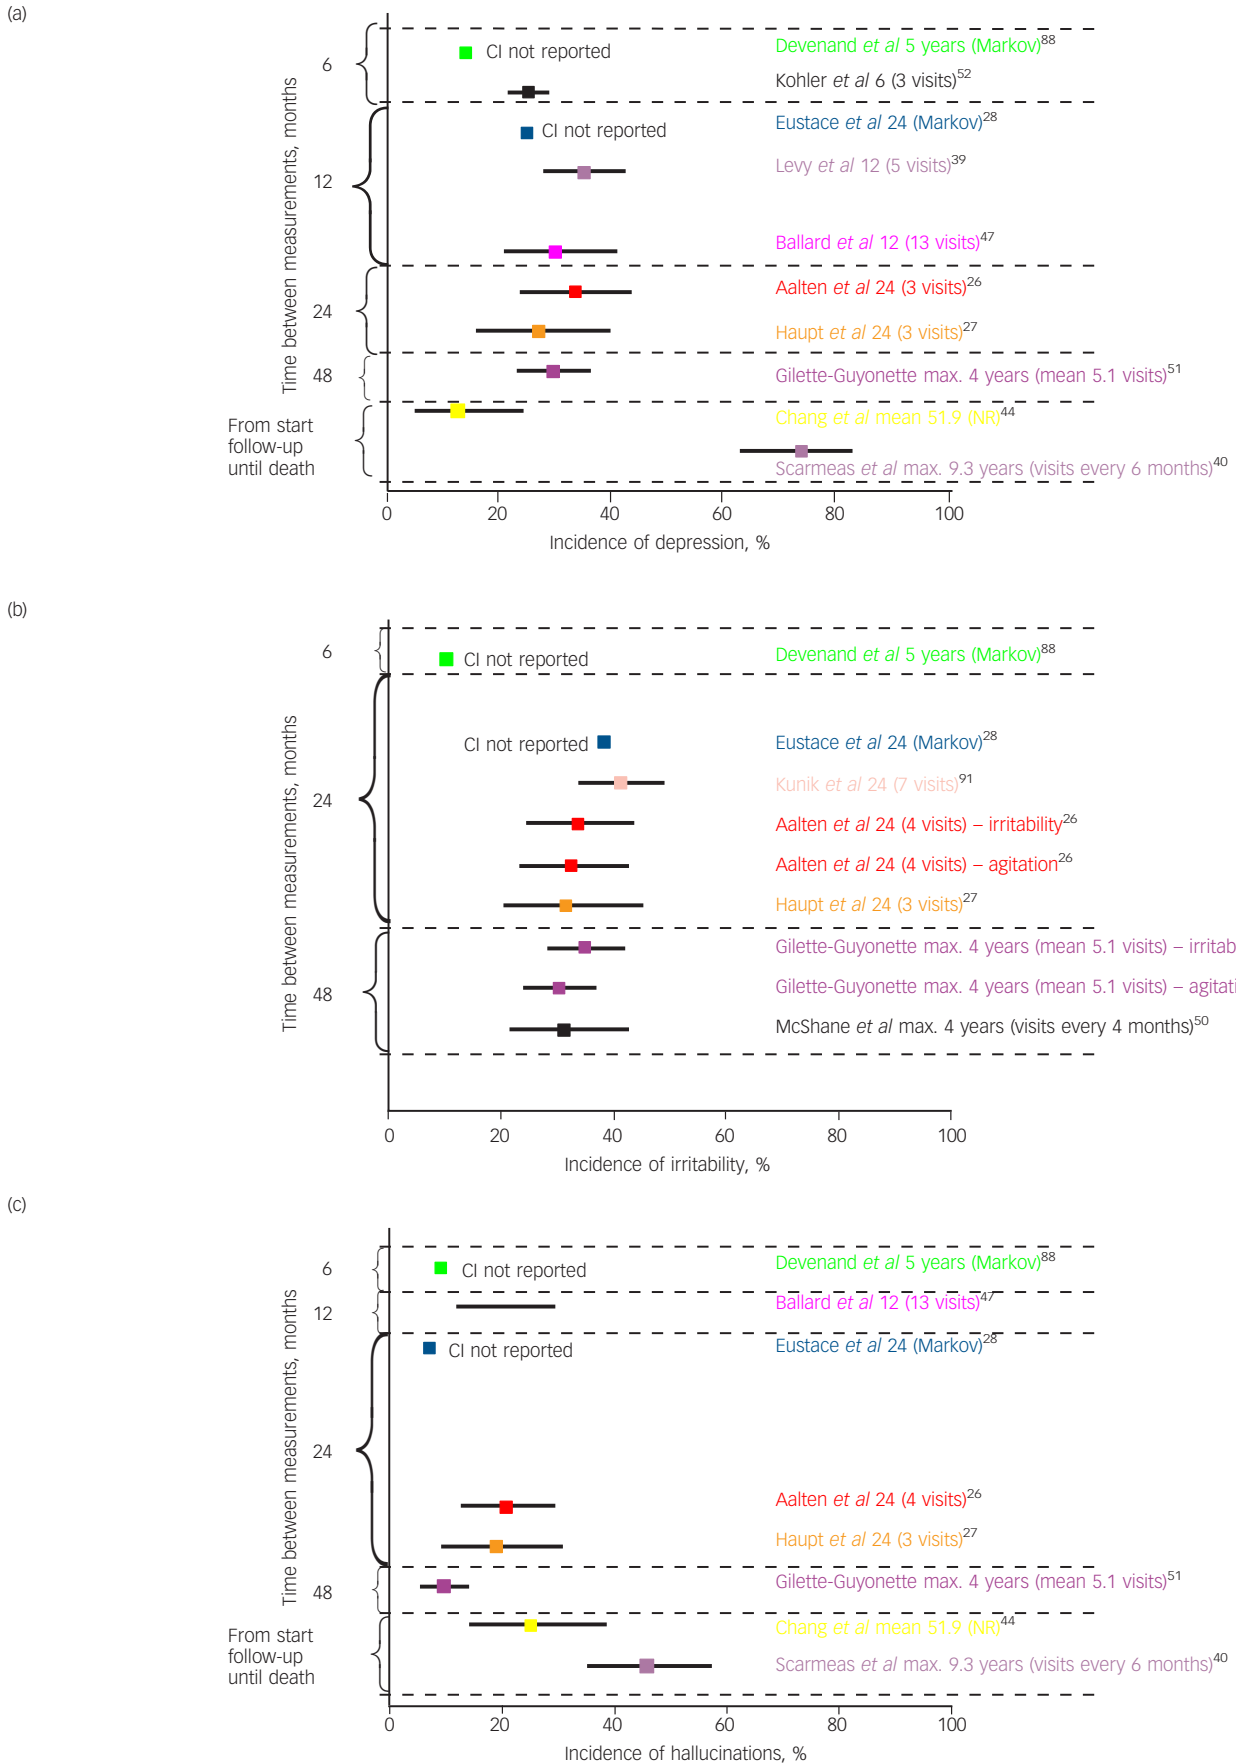 (a)
Time between measurements, months
6
CI not reported
Devenand et al 5 years (Markov)88
Kohler et al 6 (3 visits)52
12
CI not reported
Eustace et al 24 (Markov)28
Levy et al 12 (5 visits)39
Ballard et al 12 (13 visits)47
24
Aalten et al 24 (3 visits)26
Haupt et al 24 (3 visits)27
48
Gilette-Guyonette max. 4 years (mean 5.1 visits)51
From start
follow-up
until death
Chang et al mean 51.9 (NR)44
Scarmeas et al max. 9.3 years (visits every 6 months)40
0 20 40 60 80 100
Incidence of depression, %
(b)
Time between measurements, months
6
CI not reported
Devenand et al 5 years (Markov)88
24
CI not reported
Eustace et al 24 (Markov)28
Kunik et al 24 (7 visits)91
Aalten et al 24 (4 visits) – irritability26
Aalten et al 24 (4 visits) – agitation26
Haupt et al 24 (3 visits)27
48
Gilette-Guyonette max. 4 years (mean 5.1 visits) – irritab
Gilette-Guyonette max. 4 years (mean 5.1 visits) – agitati
McShane et al max. 4 years (visits every 4 months)50
0 20 40 60 80 100
Incidence of irritability, %
(c)
Time between measurements, months
6
CI not reported
Devenand et al 5 years (Markov)88
12
Ballard et al 12 (13 visits)47
24
CI not reported
Eustace et al 24 (Markov)28
Aalten et al 24 (4 visits)26
Haupt et al 24 (3 visits)27
48
Gilette-Guyonette max. 4 years (mean 5.1 visits)51
From start
follow-up
until death
Chang et al mean 51.9 (NR)44
Scarmeas et al max. 9.3 years (visits every 6 months)40
0 20 40 60 80 100
Incidence of hallucinations, %